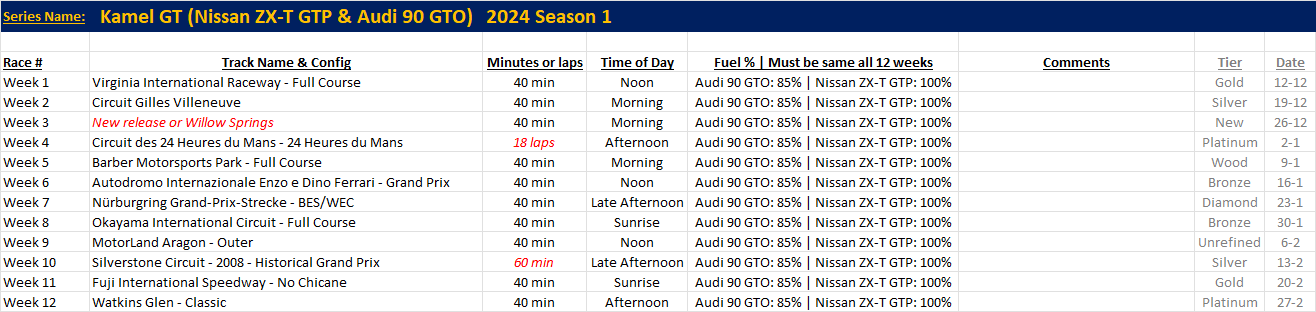 Series Name: Kamel GT (Nissan ZX-T GTP & Audi 90 GTO) 2024 Season 1
Race # Track Name & Config Minutes or laps Time of Day Fuel % | Must be same all 12 weeks Comments Tier Date
Week 1 Virginia International Raceway - Full Course 40 min Noon Audi 90 GTO: 85% | Nissan ZX-T GTP: 100% Gold 12-12
Week 2 Circuit Gilles Villeneuve 40 min Morning Audi 90 GTO: 85% | Nissan ZX-T GTP: 100% Silver 19-12
Week 3 New release or Willow Springs 40 min Morning Audi 90 GTO: 85% | Nissan ZX-T GTP: 100% New 26-12
Week 4 Circuit des 24 Heures du Mans - 24 Heures du Mans 18 laps Afternoon Audi 90 GTO: 85% | Nissan ZX-T GTP: 100% Platinum 2-1
Week 5 Barber Motorsports Park - Full Course 40 min Morning Audi 90 GTO: 85% | Nissan ZX-T GTP: 100% Wood 9-1
Week 6 Autodromo Internazionale Enzo e Dino Ferrari - Grand Prix 40 min Noon Audi 90 GTO: 85% | Nissan ZX-T GTP: 100% Bronze 16-1
Week 7 Nürburgring Grand-Prix-Strecke - BES/WEC 40 min Late Afternoon Audi 90 GTO: 85% | Nissan ZX-T GTP: 100% Diamond 23-1
Week 8 Okayama International Circuit - Full Course 40 min Sunrise Audi 90 GTO: 85% | Nissan ZX-T GTP: 100% Bronze 30-1
Week 9 MotorLand Aragon - Outer 40 min Noon Audi 90 GTO: 85% | Nissan ZX-T GTP: 100% Unrefined 6-2
Week 10 Silverstone Circuit - 2008 - Historical Grand Prix 60 min Late Afternoon Audi 90 GTO: 85% | Nissan ZX-T GTP: 100% Silver 13-2
Week 11 Fuji International Speedway - No Chicane 40 min Sunrise Audi 90 GTO: 85% | Nissan ZX-T GTP: 100% Gold 20-2
Week 12 Watkins Glen - Classic 40 min Afternoon Audi 90 GTO: 85% | Nissan ZX-T GTP: 100% Platinum 27-2